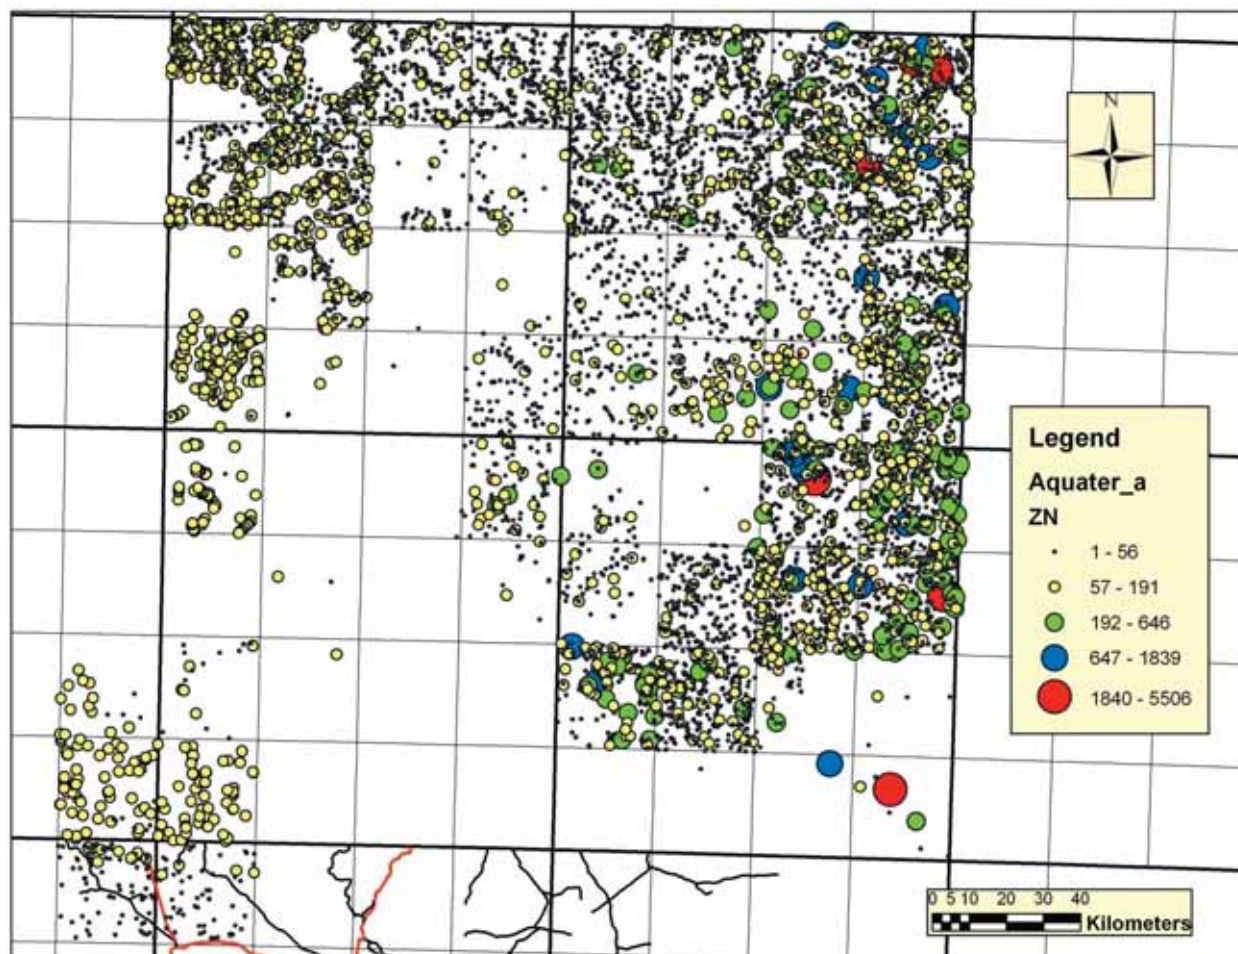 N
Legend
Aquater_a
ZN
1 - 56
57 - 191
192 - 646
647 - 1839
1840 - 5506
0 5 10 20 30 40
Kilometers